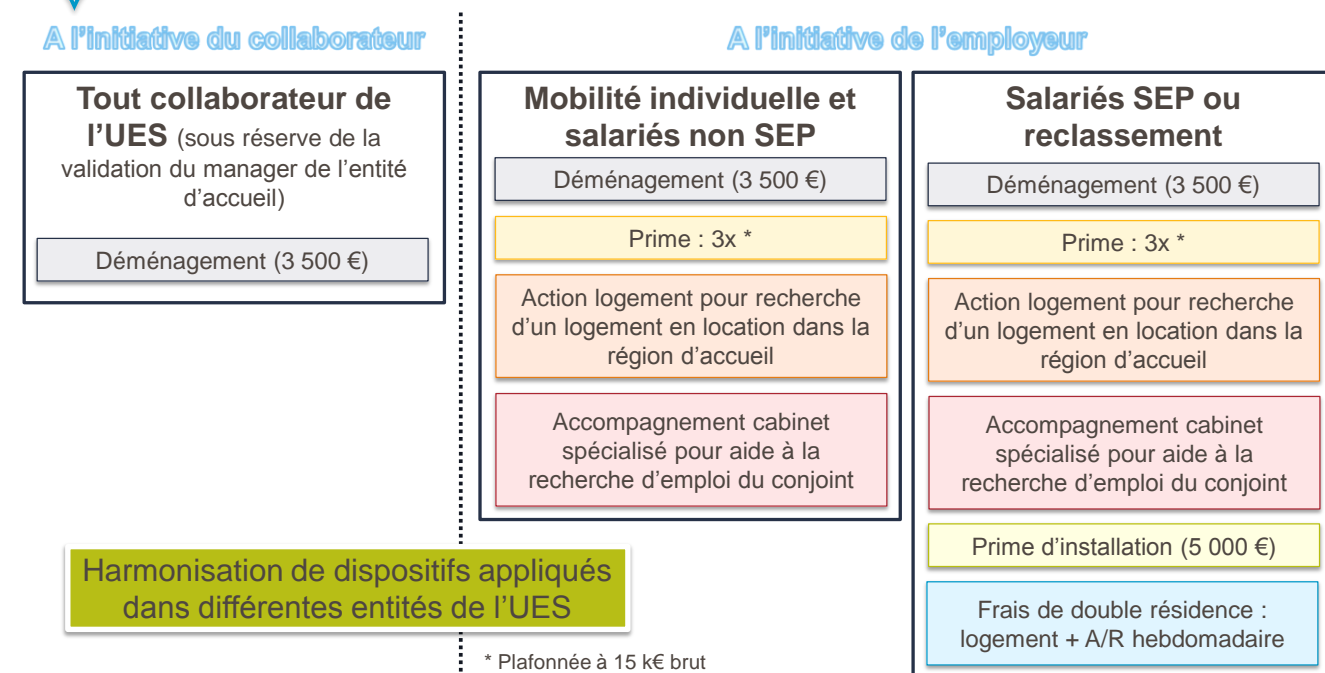 A l'initiative du collaborateur
A l'initiative de l'employeur
Tout collaborateur de
l'UES (sous réserve de la
validation du manager de l'entité
d'accueil)
Déménagement (3 500 €)
Mobilité individuelle et
salariés non SEP
Déménagement (3 500 €)
Prime : 3x *
Action logement pour recherche
d'un logement en location dans la
région d'accueil
Accompagnement cabinet
spécialisé pour aide à la
recherche d'emploi du conjoint
Salariés SEP ou
reclassement
Déménagement (3 500 €)
Prime : 3x *
Action logement pour recherche
d'un logement en location dans la
région d'accueil
Accompagnement cabinet
spécialisé pour aide à la
recherche d'emploi du conjoint
Prime d'installation (5 000 €)
Frais de double résidence :
logement + A/R hebdomadaire
Harmonisation de dispositifs appliqués
dans différentes entités de l'UES
* Plafonnée à 15 k€ brut